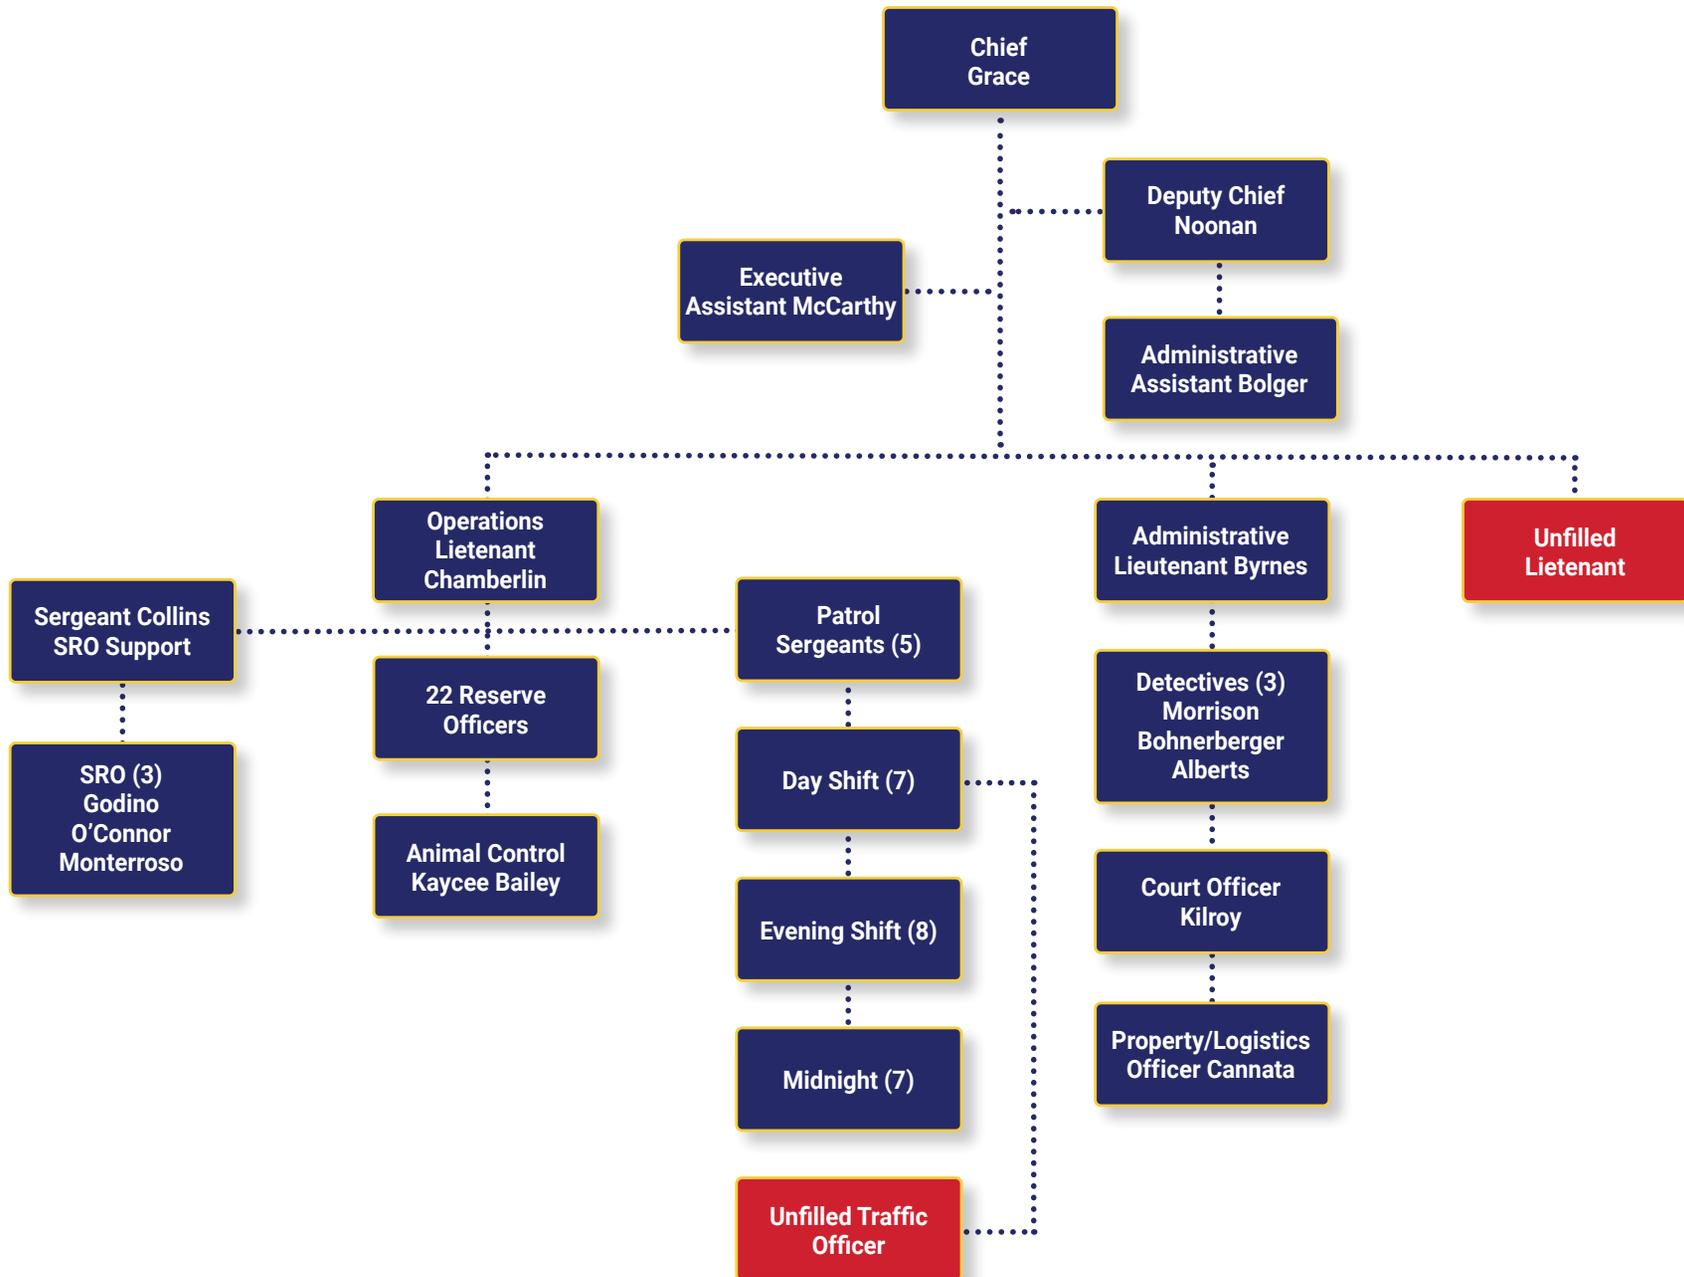 Chief
Grace
Deputy Chief
Noonan
Executive
Assistant McCarthy
Administrative
Assistant Bolger
Operations
Lietenant
Chamberlin
Administrative
Lieutenant Byrnes
Unfilled
Lietenant
Sergeant Collins
SRO Support
Patrol
Sergeants (5)
22 Reserve
Officers
Detectives (3)
Morrison
Bohnerberger
Alberts
SRO (3)
Godino
O’Connor
Monterroso
Day Shift (7)
Animal Control
Kaycee Bailey
Court Officer
Kilroy
Evening Shift (8)
Property/Logistics
Officer Cannata
Midnight (7)
Unfilled Traffic
Officer